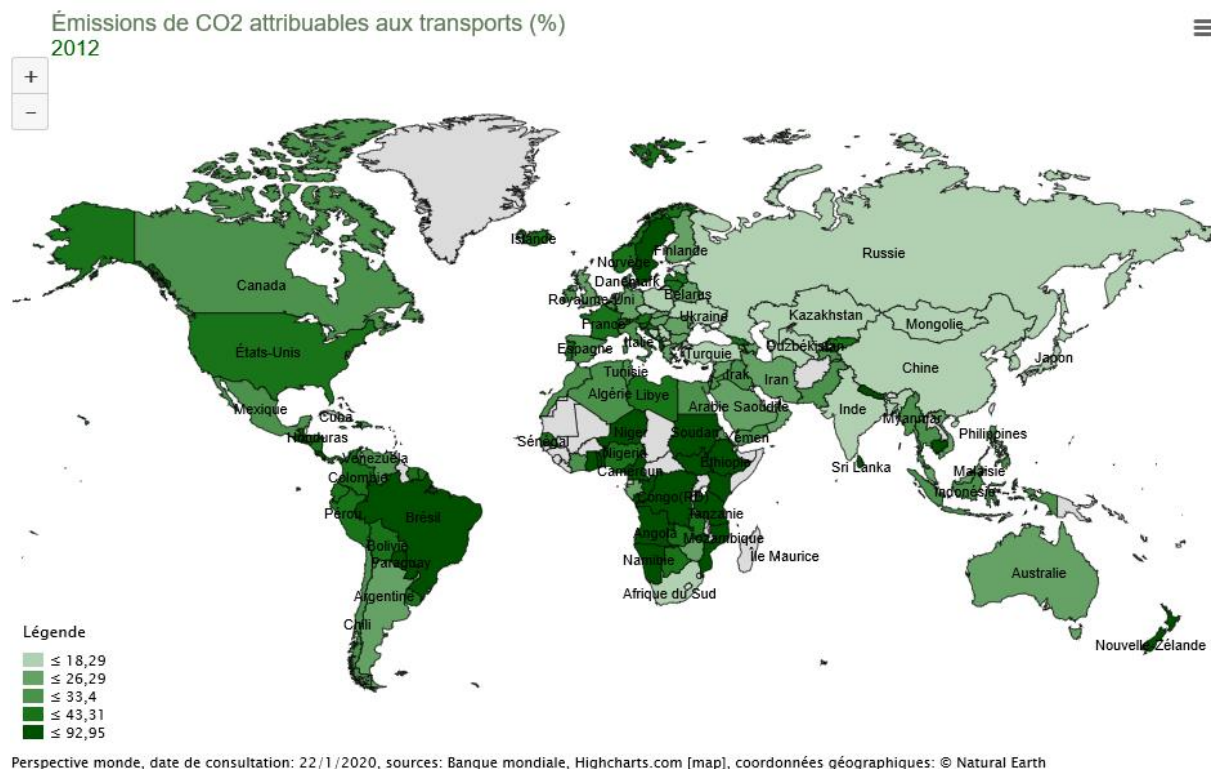 Émissions de CO2 attribuables aux transports (%)
2012
+
−
Islande
Norvège
Finlande
Russie
Danemark
Canada
Royaume-Uni
Belarus
Ukraine
Kazakhstan
Mongolie
France
Italie
Ouzbékistan
États-Unis
Espagne
Turquie
Japon
Tunisie
Chine
Irak
Iran
Algérie
Libye
Mexique
Arabie Saoudite
Inde
Myanmar
Cuba
Honduras
Niger
Soudan
Yémen
Philippines
Sénégal
Nigeria
Venezuela
Éthiopie
Sri Lanka
Malaisie
Cameroun
Colombie
Indonésie
Congo(RD)
Pérou
Brésil
Tanzanie
Angola
Mozambique
Bolivie
Île Maurice
Paraguay
Namibie
Australie
Afrique du Sud
Argentine
Chili
Nouvelle-Zélande
Légende
≤ 18,29
≤ 26,29
≤ 33,4
≤ 43,31
≤ 92,95
Perspective monde, date de consultation: 22/1/2020, sources: Banque mondiale, Highcharts.com [map], coordonnées géographiques: © Natural Earth